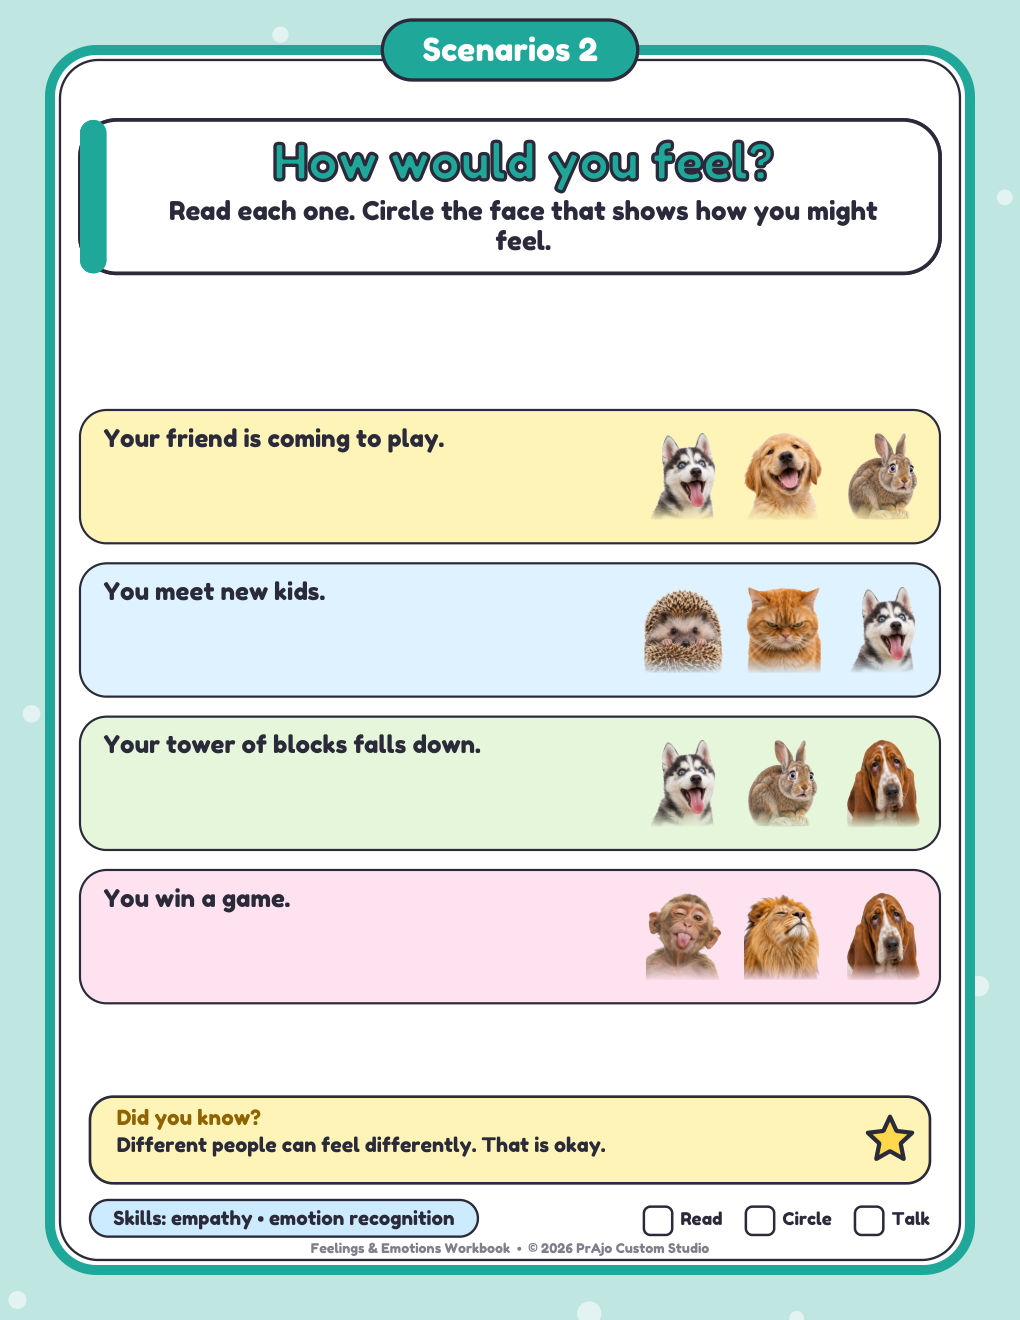 Scenarios 2
How would you feel?
Read each one. Circle the face that shows how you might
feel.
Your friend is coming to play.
You meet new kids.
Your tower of blocks falls down.
You win a game.
Did you know?
Different people can feel differently. That is okay.
Skills: empathy • emotion recognition
Read
Circle
Talk
Feelings & Emotions Workbook • © 2026 PrAjo Custom Studio